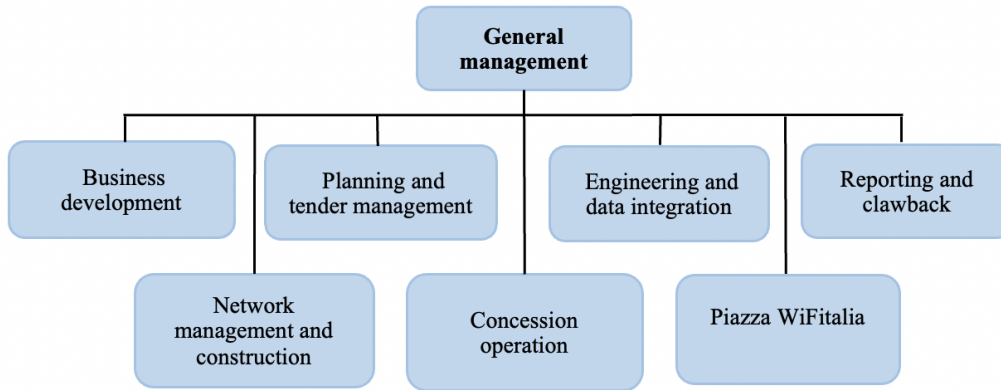 General
management
Business
development
Planning and
tender management
Engineering and
data integration
Reporting and
clawback
Network
management and
construction
Concession
operation
Piazza WiFitalia